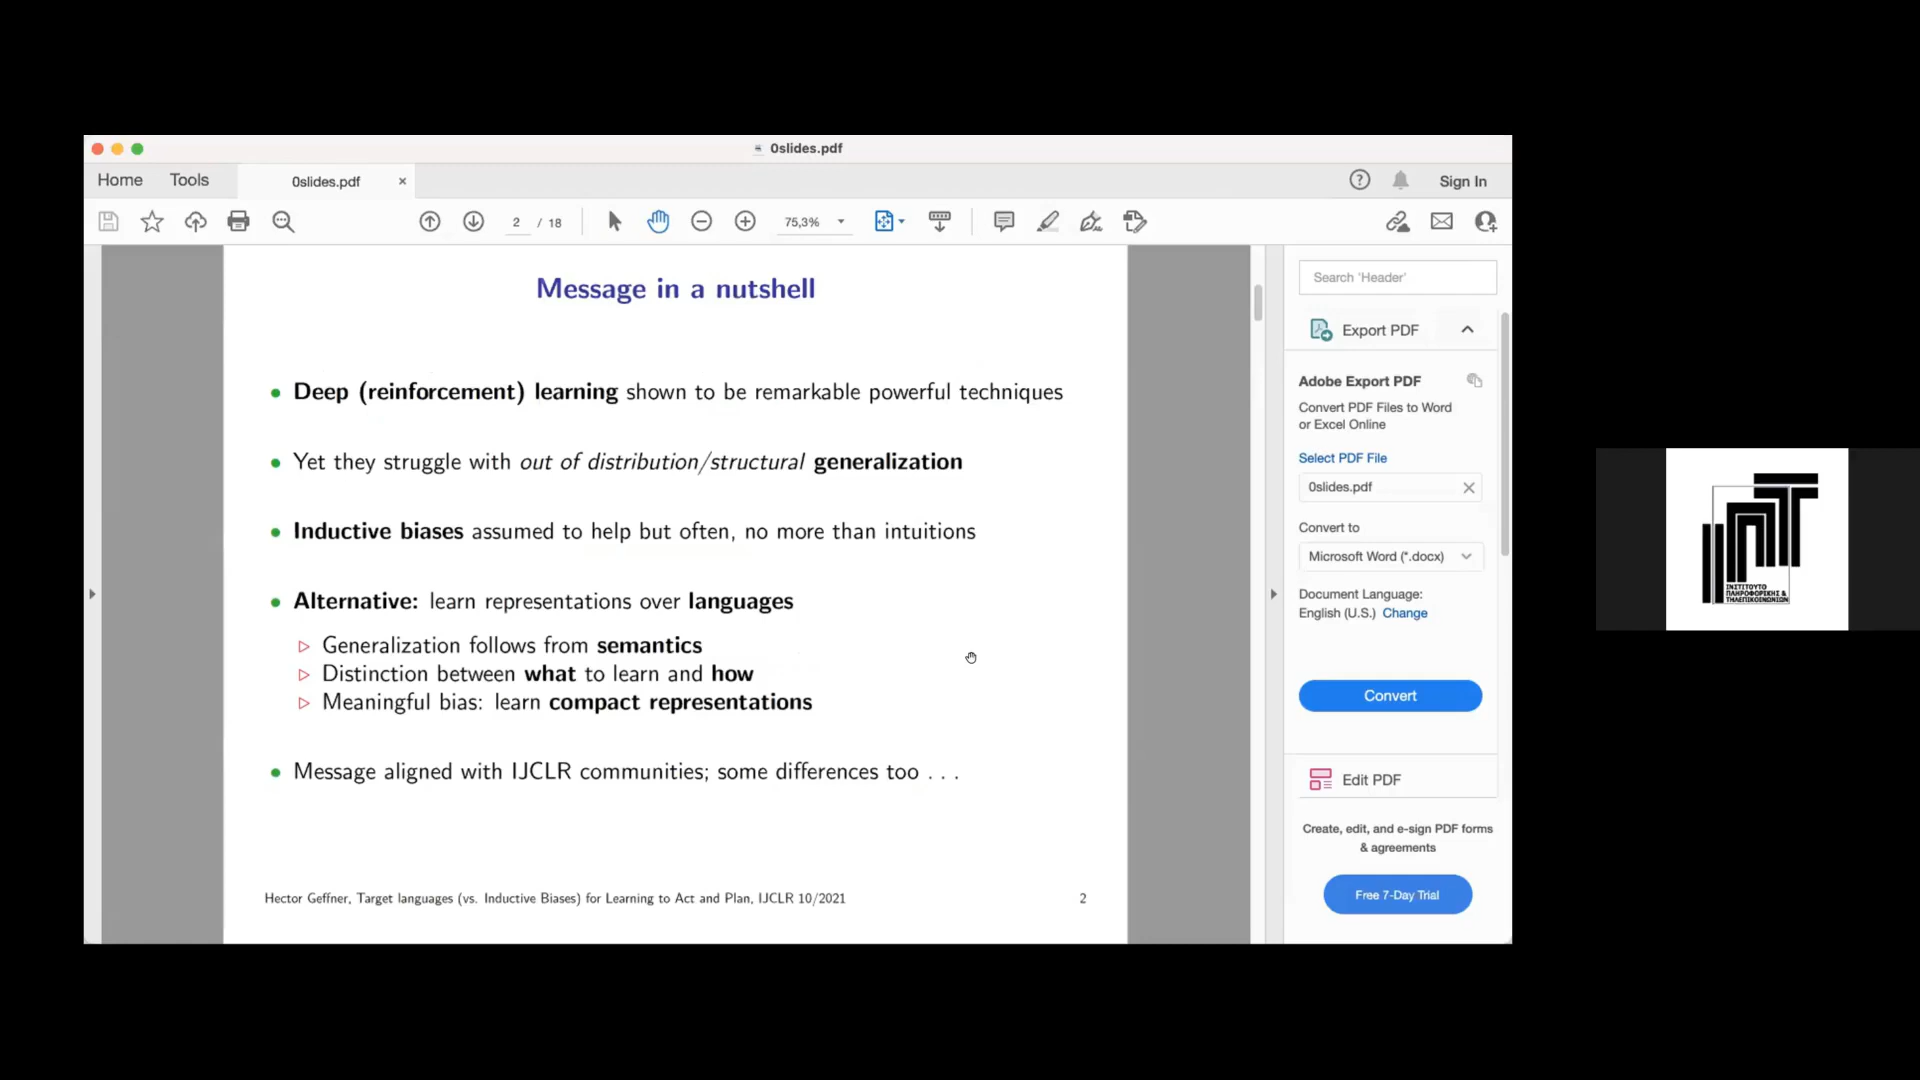 0slides.pdf
Home Tools 0slides.pdf × Sign In
2 / 18 75,3%
Message in a nutshell
• Deep (reinforcement) learning shown to be remarkable powerful techniques
• Yet they struggle with out of distribution/structural generalization
• Inductive biases assumed to help but often, no more than intuitions
• Alternative: learn representations over languages
▷ Generalization follows from semantics
▷ Distinction between what to learn and how
▷ Meaningful bias: learn compact representations
• Message aligned with IJCLR communities; some differences too . . .
Hector Geffner, Target languages (vs. Inductive Biases) for Learning to Act and Plan, IJCLR 10/2021 2
Search 'Header'
Export PDF
Adobe Export PDF
Convert PDF Files to Word
or Excel Online
Select PDF File
0slides.pdf
Convert to
Microsoft Word (*.docx)
Document Language:
English (U.S.) Change
Convert
Edit PDF
Create, edit, and e-sign PDF forms
& agreements
Free 7-Day Trial
ΙΝΣΤΙΤΟΥΤΟ
ΠΛΗΡΟΦΟΡΙΚΗΣ &
ΤΗΛΕΠΙΚΟΙΝΩΝΙΩΝ